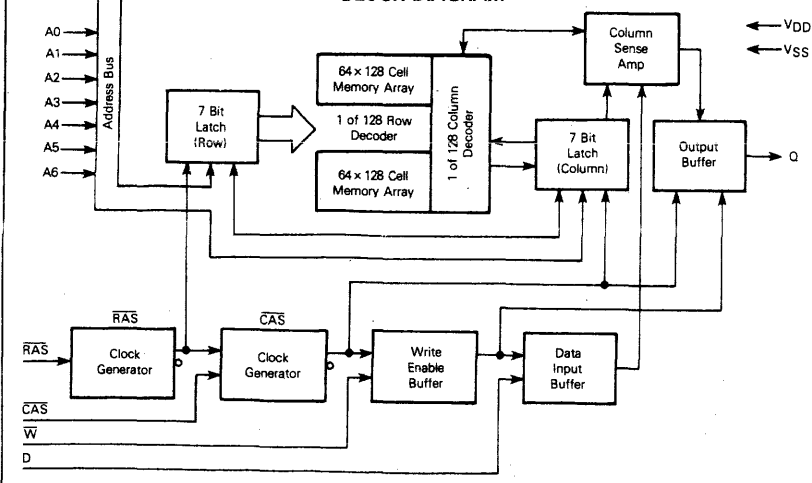 A0
A1
A2
A3
A4
A5
A6
Address Bus
7 Bit
Latch
(Row)
64 x 128 Cell
Memory Array
1 of 128 Row
Decoder
64 x 128 Cell
Memory Array
1 of 128 Column
Decoder
Column
Sense
Amp
VDD
VSS
7 Bit
Latch
(Column)
Output
Buffer
Q
RAS
RAS
Clock
Generator
CAS
Clock
Generator
Write
Enable
Buffer
Data
Input
Buffer
CAS
W
D